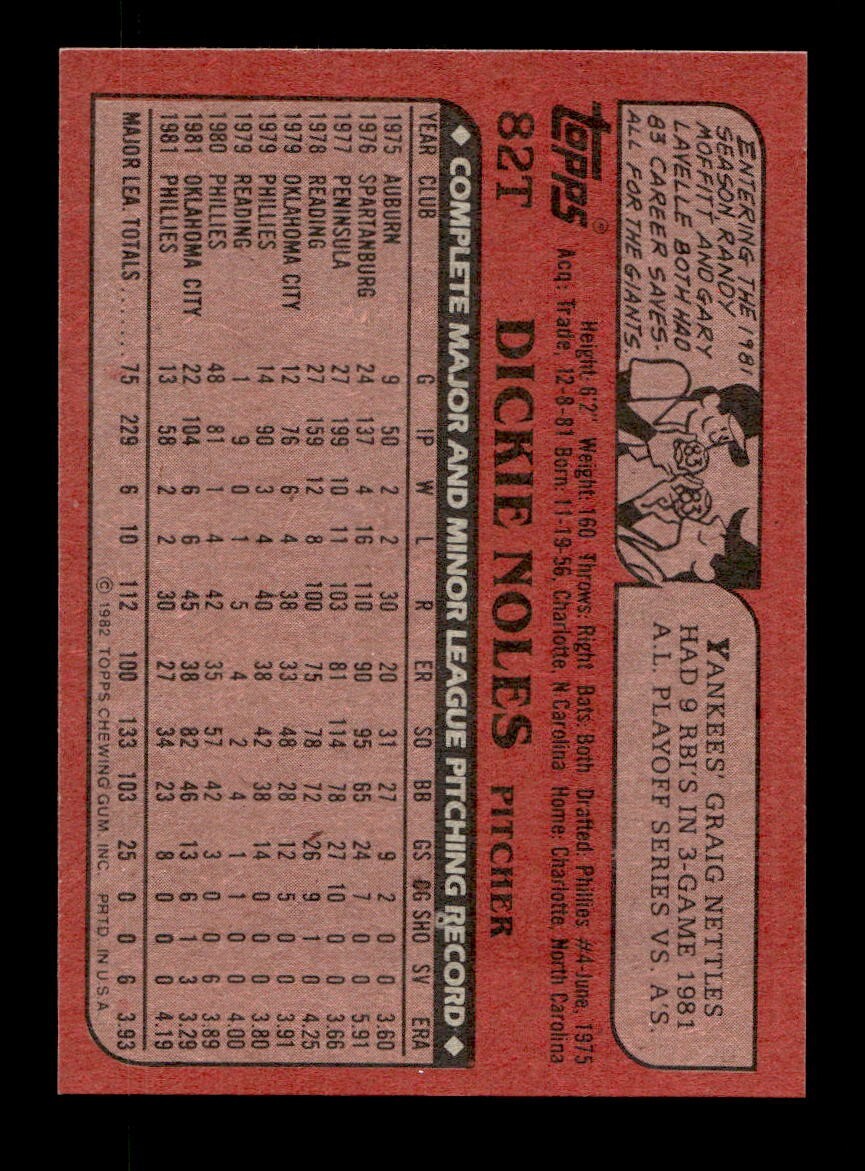 ENTERING THE 1981
SEASON RANDY
MOFFITT AND GARY
LAVELLE BOTH HAD
83 CAREER SAVES
ALL FOR THE GIANTS.
83 83
YANKEES' GRAIG NETTLES
HAD 9 RBI'S IN 3-GAME 1981
A.L. PLAYOFF SERIES VS. A'S.
topps®
Height: 6'2" Weight: 160 Throws: Right Bats: Both Drafted: Phillies #4-June, 1975
Acq: Trade, 12-8-81 Born: 11-19-56, Charlotte, N Carolina Home: Charlotte, North Carolina
82T DICKIE NOLES PITCHER
◆ COMPLETE MAJOR AND MINOR LEAGUE PITCHING RECORD ◆
YEAR CLUB G IP W L R ER SO BB GS CG SHO SV ERA
1975 AUBURN 9 50 2 2 30 20 31 27 9 2 0 0 3.60
1976 SPARTANBURG 24 137 4 16 110 90 95 65 24 7 0 0 5.91
1977 PENINSULA 27 199 10 11 103 81 114 78 27 10 0 0 3.66
1978 READING 27 159 12 8 100 75 78 72 26 9 1 0 4.25
1979 OKLAHOMA CITY 12 76 6 4 38 33 48 28 12 5 0 0 3.91
1979 PHILLIES 14 90 3 4 40 38 42 38 14 0 0 0 3.80
1979 READING 1 9 0 1 5 4 2 4 1 1 0 0 4.00
1980 PHILLIES 48 81 1 4 42 35 57 42 3 0 0 6 3.89
1981 OKLAHOMA CITY 22 104 6 6 45 38 82 46 13 6 1 3 3.29
1981 PHILLIES 13 58 2 2 30 27 34 23 8 0 0 0 4.19
MAJOR LEA. TOTALS ...... 75 229 6 10 112 100 133 103 25 0 0 6 3.93
© 1982 TOPPS CHEWING GUM, INC. PRTD. IN U.S.A.